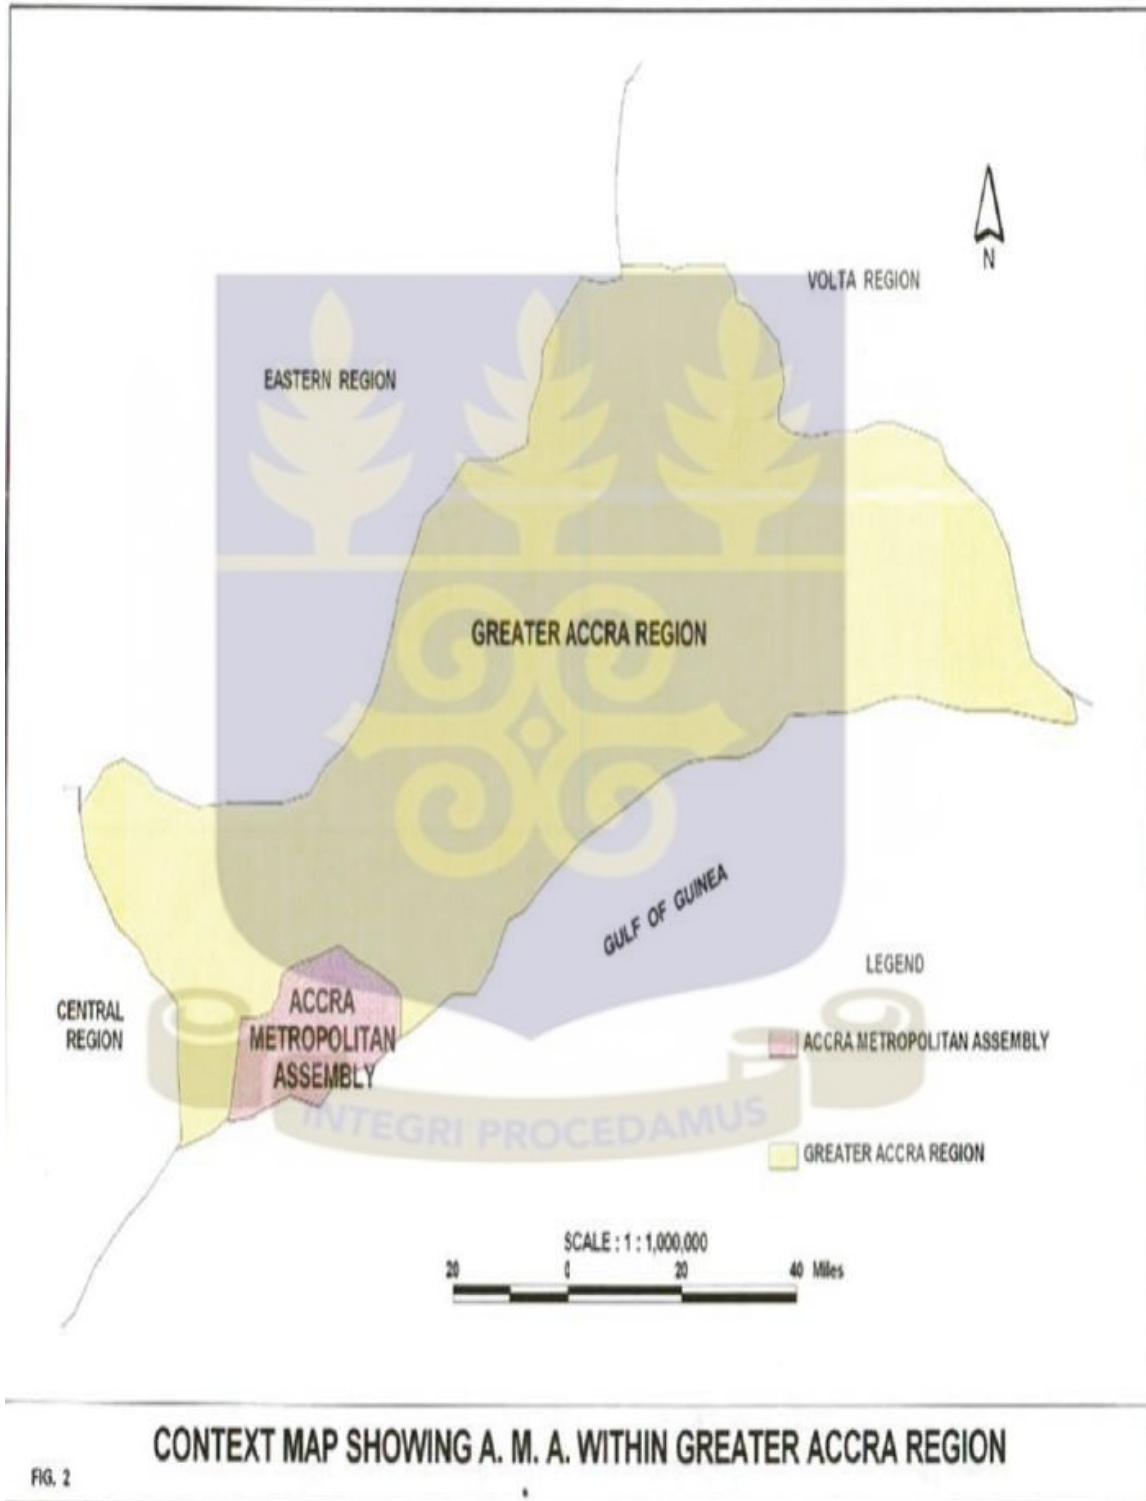 N
VOLTA REGION
EASTERN REGION
GREATER ACCRA REGION
GULF OF GUINEA
LEGEND
CENTRAL
REGION
ACCRA
METROPOLITAN
ASSEMBLY
ACCRA METROPOLITAN ASSEMBLY
INTEGRI PROCEDAMUS
GREATER ACCRA REGION
SCALE : 1 : 1,000,000
20 0 20 40 Miles
CONTEXT MAP SHOWING A. M. A. WITHIN GREATER ACCRA REGION
FIG. 2